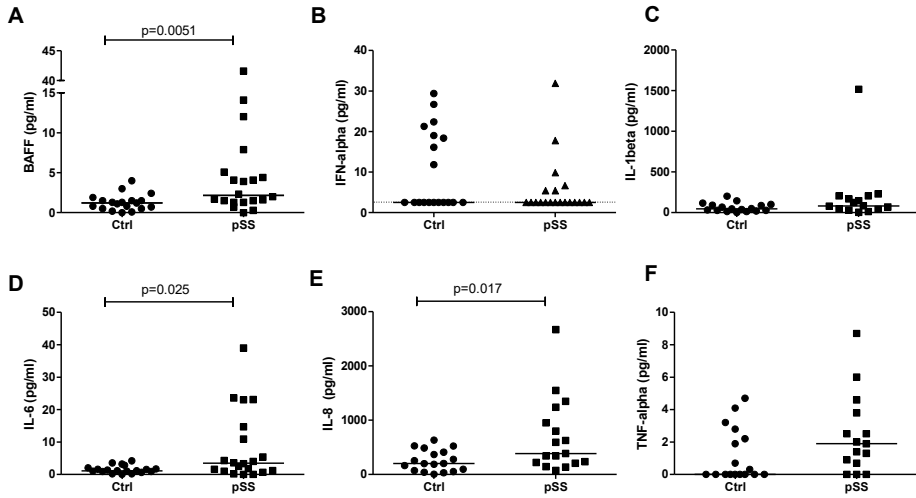 A
p=0.0051
BAFF (pg/ml)
45
40
15
10
5
0
Ctrl
pSS
B
IFN-alpha (pg/ml)
40
30
20
10
0
Ctrl
pSS
C
IL-1beta (pg/ml)
2000
1500
1000
500
0
Ctrl
pSS
D
p=0.025
IL-6 (pg/ml)
50
40
30
20
10
0
Ctrl
pSS
E
p=0.017
IL-8 (pg/ml)
3000
2000
1000
0
Ctrl
pSS
F
TNF-alpha (pg/ml)
10
8
6
4
2
0
Ctrl
pSS